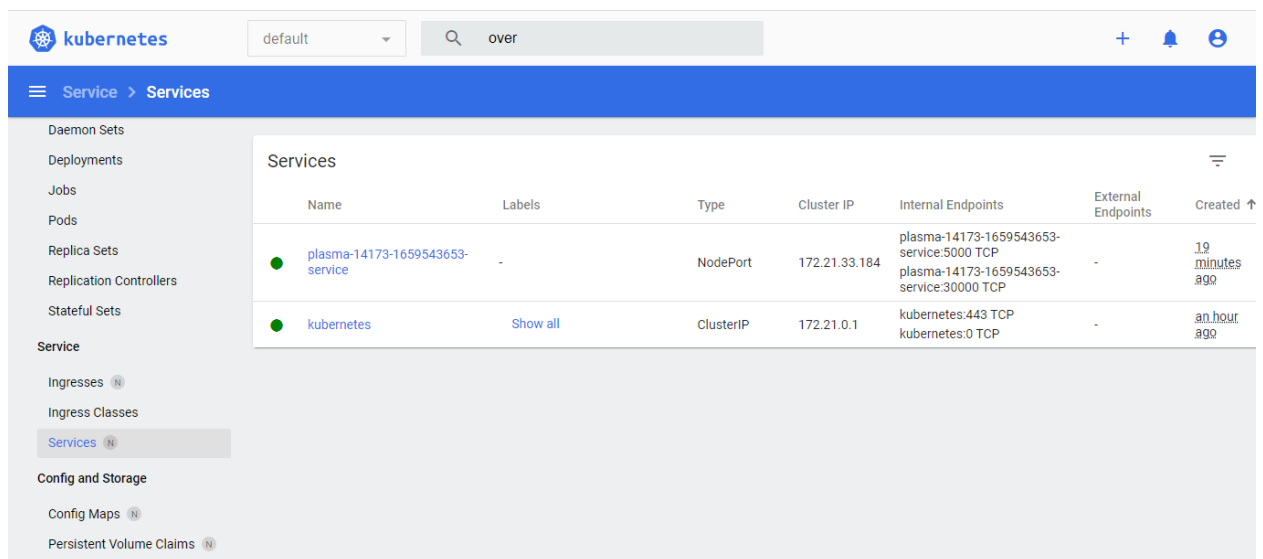 kubernetes
default
over
Service > Services
Daemon Sets
Deployments
Jobs
Pods
Replica Sets
Replication Controllers
Stateful Sets
Service
Ingresses N
Ingress Classes
Services N
Config and Storage
Config Maps N
Persistent Volume Claims N
Services
Name Labels Type Cluster IP Internal Endpoints External Endpoints Created
plasma-14173-1659543653-
service
-
NodePort
172.21.33.184
plasma-14173-1659543653-
service:5000 TCP
plasma-14173-1659543653-
service:30000 TCP
-
19
minutes
ago
kubernetes
Show all
ClusterIP
172.21.0.1
kubernetes:443 TCP
kubernetes:0 TCP
-
an hour
ago